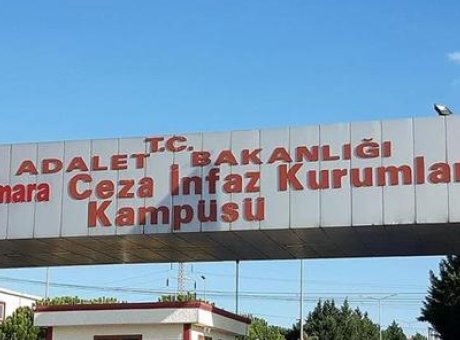 T.C.
ADALET BAKANLIĞI
mara Ceza İnfaz Kurumlar
Kampüsü